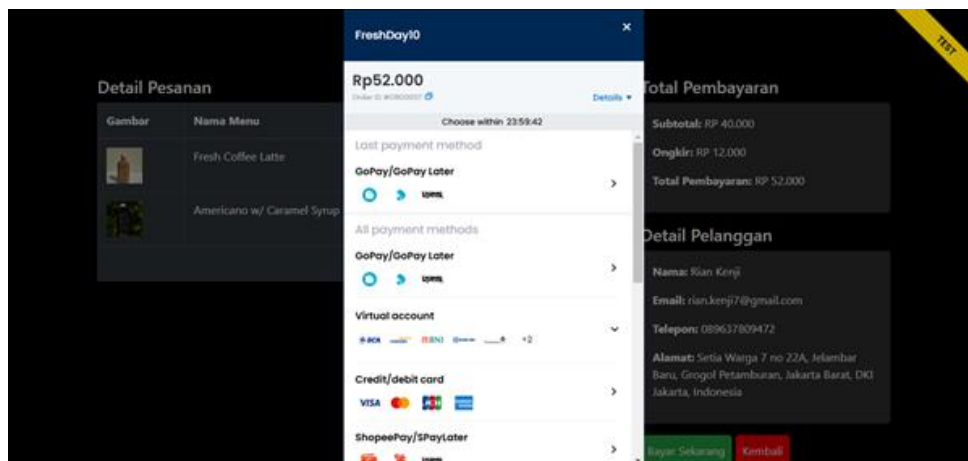 FreshDay10
×
TEST
Rp52.000
Details
Choose within 23:59:42
Last payment method
GoPay/GoPay Later
All payment methods
GoPay/GoPay Later
Virtual account
BCA
BNI
+2
Credit/debit card
VISA
ShopeePay/SPayLater
Detail Pesanan
Gambar
Nama Menu
Fresh Coffee Latte
Americano w/ Caramel Syrup
Total Pembayaran
Subtotal: RP 40.000
Ongkir: RP 12.000
Total Pembayaran: RP 52.000
Detail Pelanggan
Nama: Rian Kenji
Email: rian.kenji7@gmail.com
Telepon: 089637809472
Alamat: Setia Warga 7 no 22A, Jelambar
Baru, Grogol Petamburan, Jakarta Barat, DKI
Jakarta, Indonesia
Bayar Sekarang
Kembali